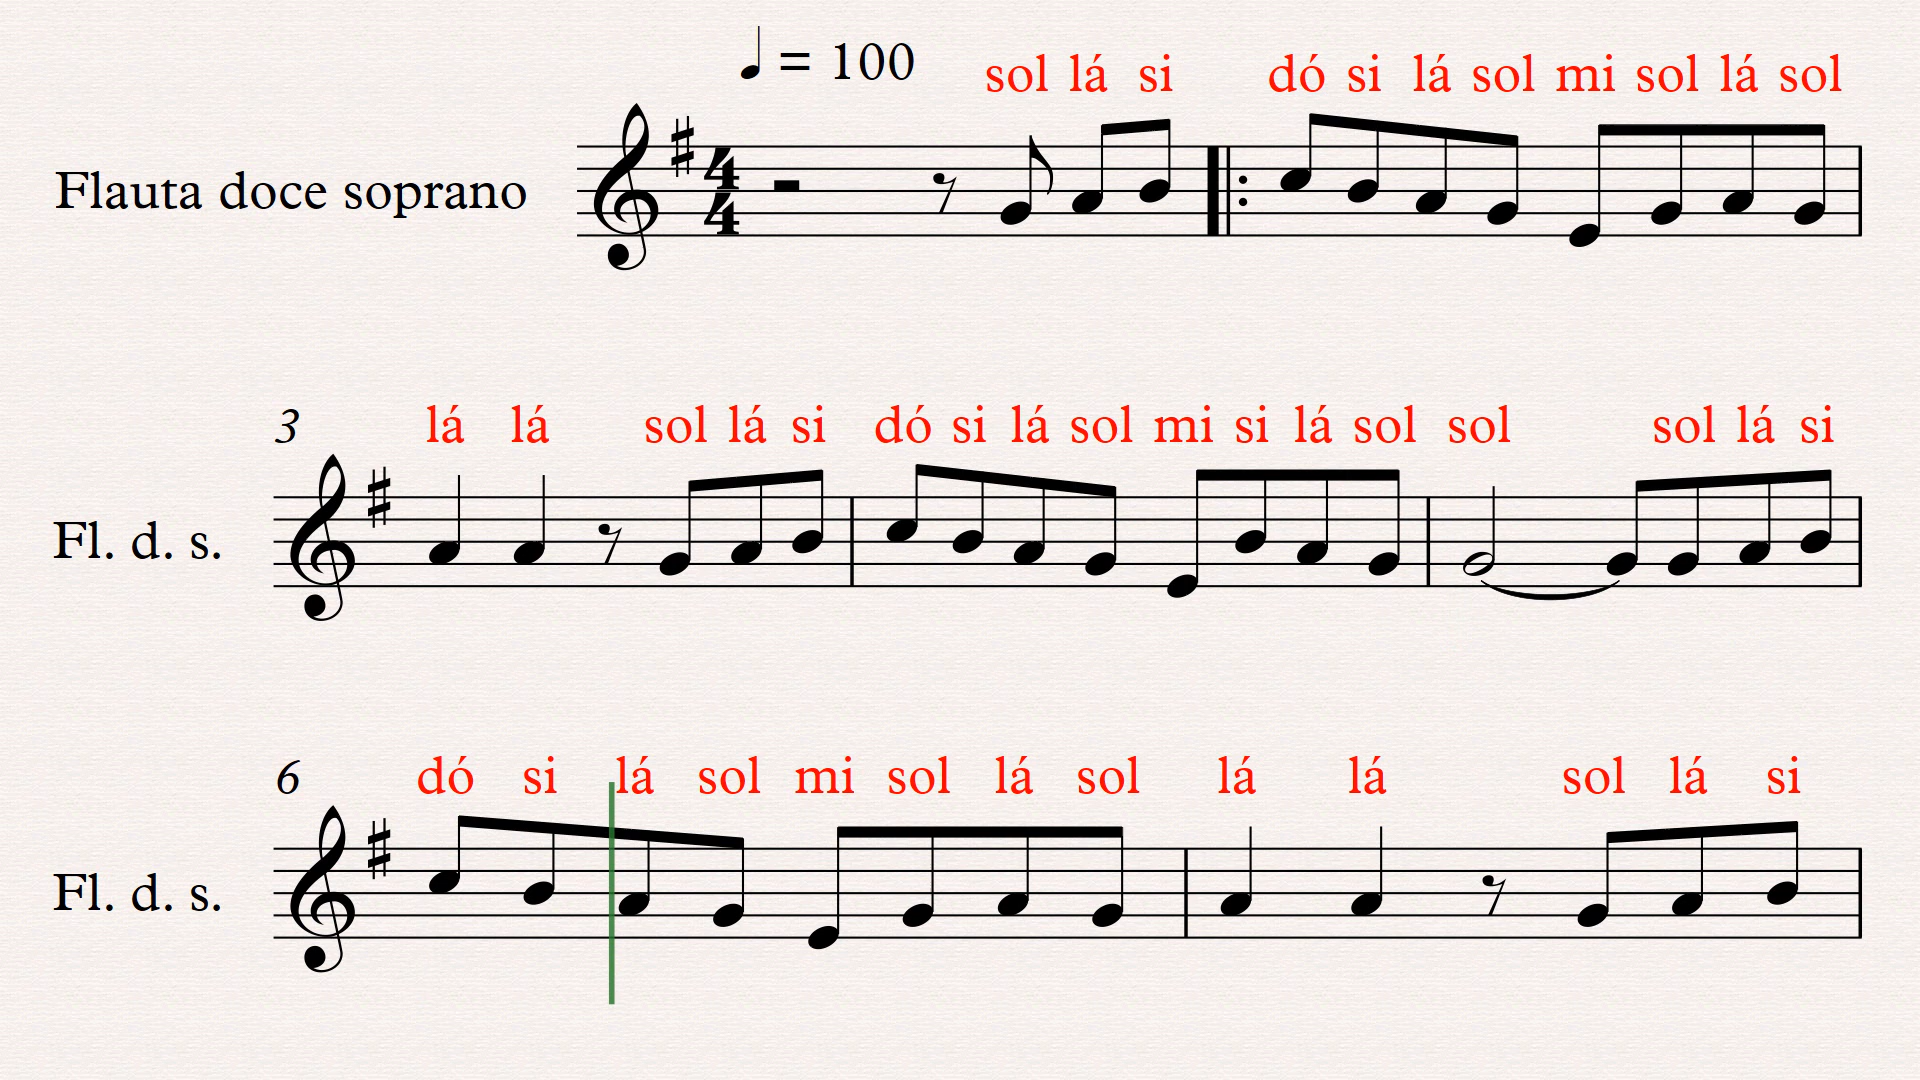 ♩ = 100
sol lá si dó si lá sol mi sol lá sol
Flauta doce soprano
4
4
3
lá lá sol lá si dó si lá sol mi si lá sol sol sol lá si
Fl. d. s.
6
dó si lá sol mi sol lá sol lá lá sol lá si
Fl. d. s.